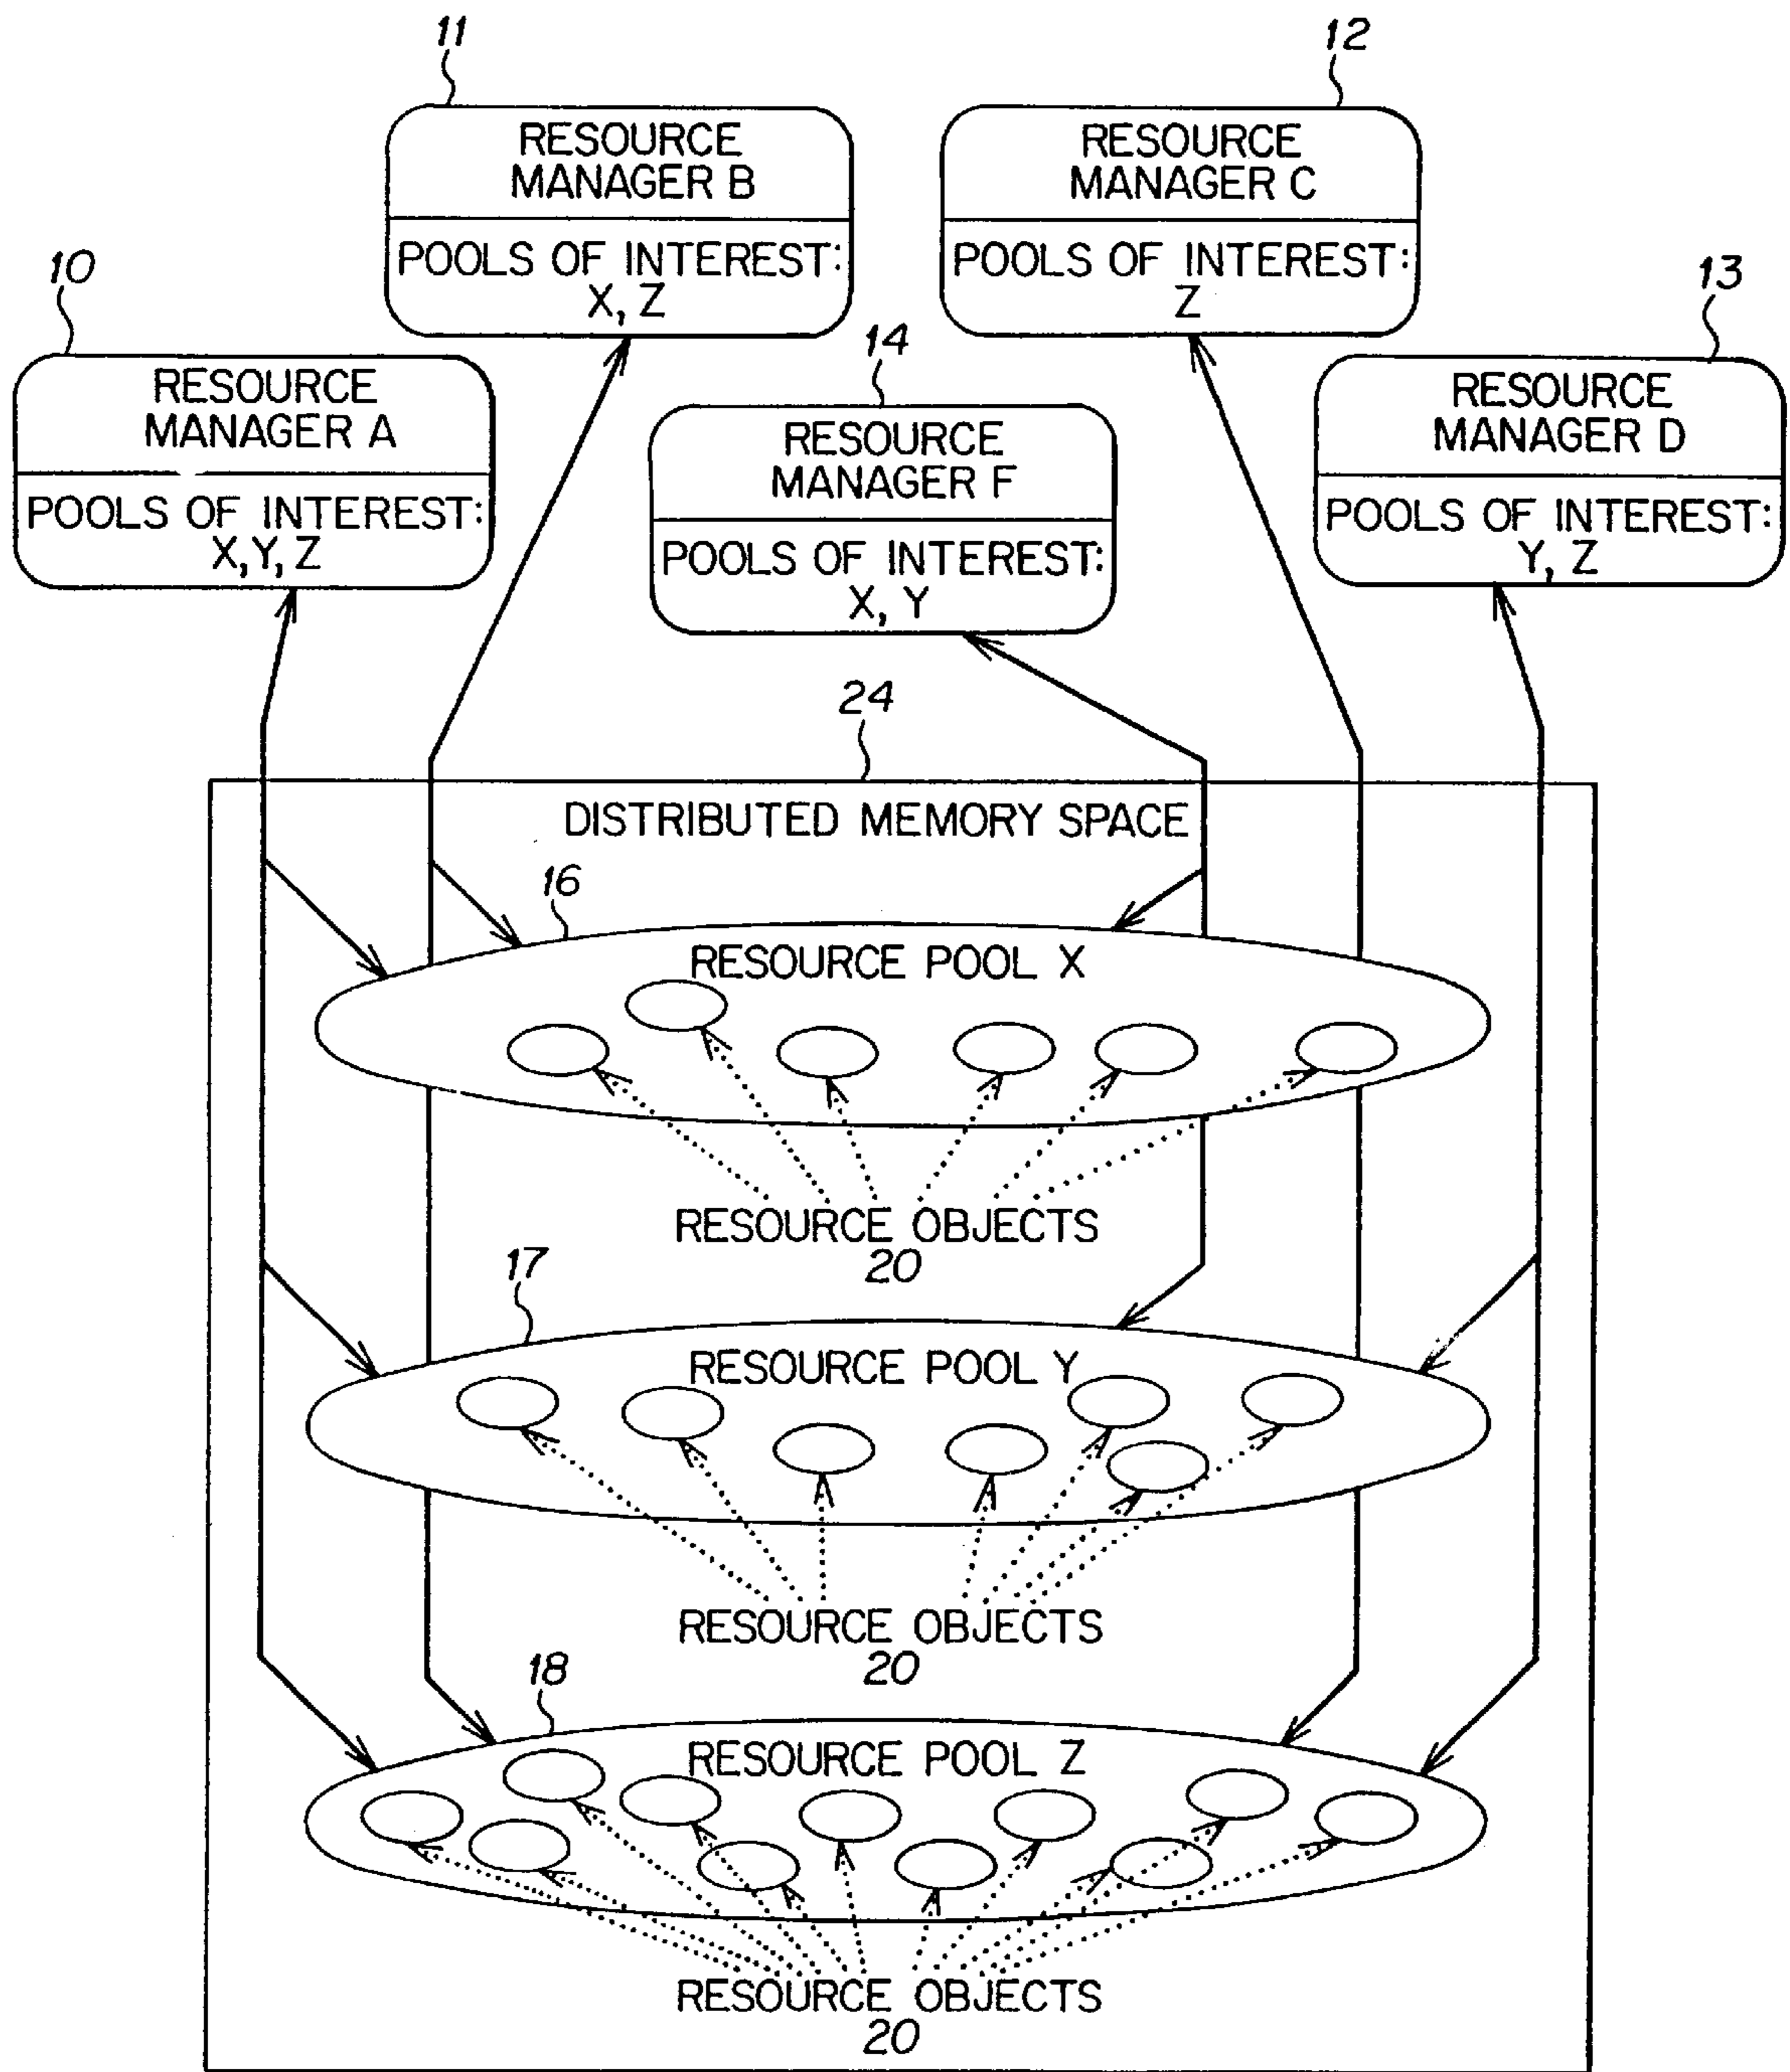 11
12
RESOURCE
MANAGER B
POOLS OF INTEREST:
X, Z
RESOURCE
MANAGER C
POOLS OF INTEREST:
Z
10
13
14
RESOURCE
MANAGER A
POOLS OF INTEREST:
X, Y, Z
RESOURCE
MANAGER F
POOLS OF INTEREST:
X, Y
RESOURCE
MANAGER D
POOLS OF INTEREST:
Y, Z
24
DISTRIBUTED MEMORY SPACE
16
RESOURCE POOL X
RESOURCE OBJECTS
20
17
RESOURCE POOL Y
RESOURCE OBJECTS
20
18
RESOURCE POOL Z
RESOURCE OBJECTS
20